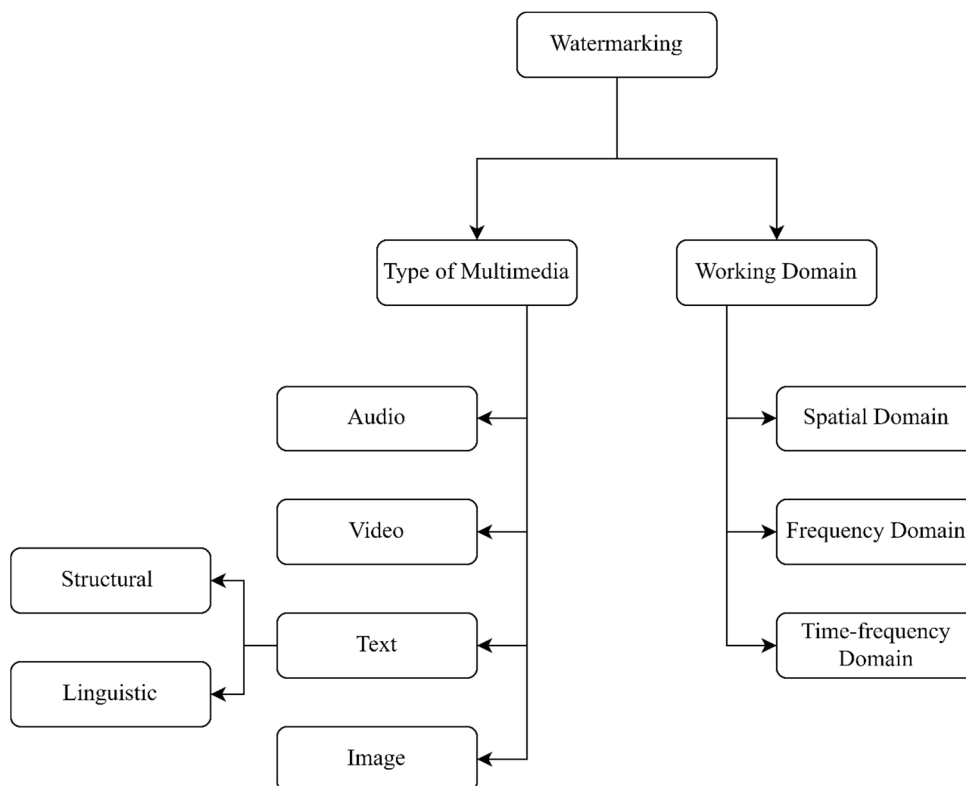 Watermarking
Type of Multimedia
Working Domain
Audio
Spatial Domain
Video
Frequency Domain
Structural
Text
Time-frequency
Domain
Linguistic
Image